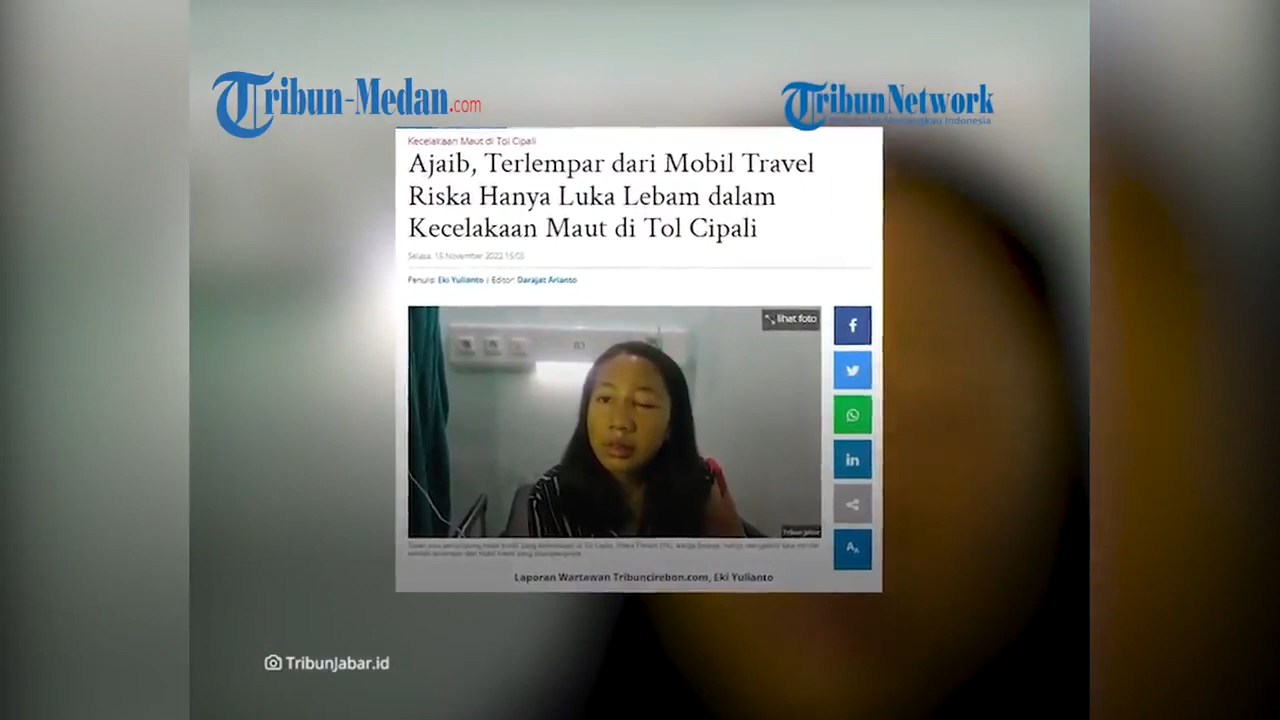 Tribun-Medan.com
TribunNetwork
Kecelakaan Maut di Tol Cipali
Ajaib, Terlempar dari Mobil Travel
Riska Hanya Luka Lebam dalam
Kecelakaan Maut di Tol Cipali
Selasa, 15 November 2022 15:03
Penulis: Eki Yulianto | Editor: Darajat Arianto
lihat foto
Tribun Jabar
Laporan Wartawan Tribuncirebon.com, Eki Yulianto
TribunJabar.id